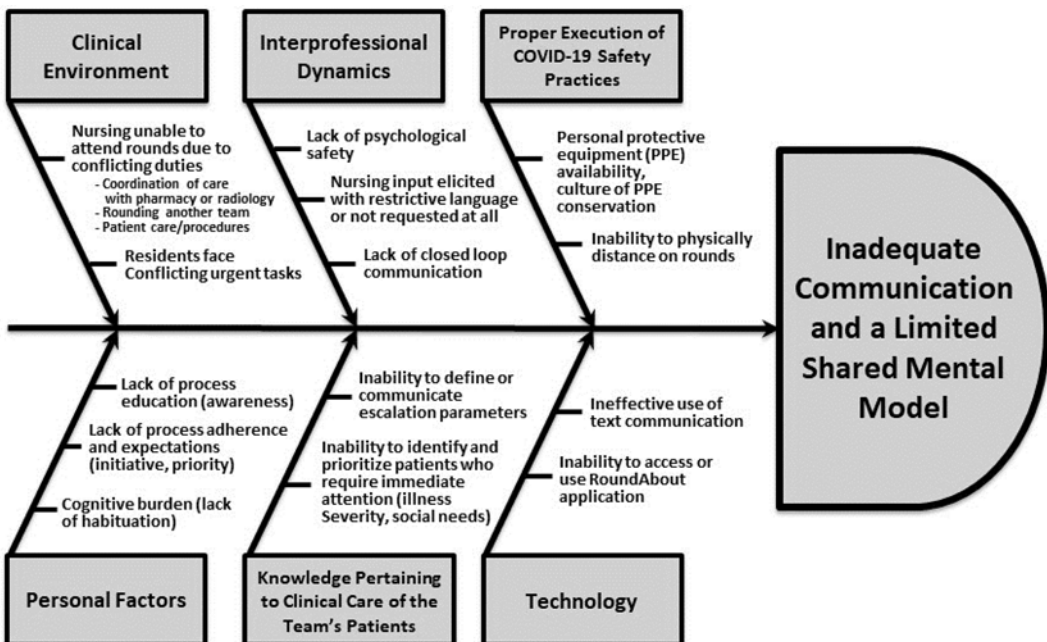 Clinical
Environment
Interprofessional
Dynamics
Proper Execution of
COVID-19 Safety
Practices
Nursing unable to
attend rounds due to
conflicting duties
- Coordination of care
with pharmacy or radiology
- Rounding another team
- Patient care/procedures
Residents face
Conflicting urgent tasks
Lack of psychological
safety
Nursing input elicited
with restrictive language
or not requested at all
Lack of closed loop
communication
Personal protective
equipment (PPE)
availability,
culture of PPE
conservation
Inability to physically
distance on rounds
Inadequate
Communication
and a Limited
Shared Mental
Model
Lack of process
education (awareness)
Lack of process adherence
and expectations
(initiative, priority)
Cognitive burden (lack
of habituation)
Inability to define or
communicate
escalation parameters
Inability to identify and
prioritize patients who
require immediate
attention (illness
Severity, social needs)
Ineffective use of
text communication
Inability to access or
use RoundAbout
application
Personal Factors
Knowledge Pertaining
to Clinical Care of the
Team's Patients
Technology